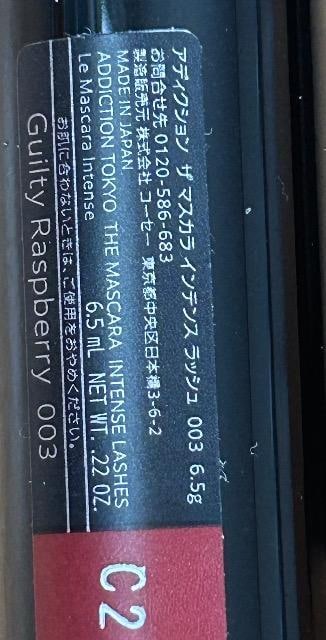 アディクション ザ マスカラ インテンス ラッシュ 003 6.5g
お問合せ先 0120-586-683
製造販売元 株式会社 コーセー 東京都中央区日本橋3-6-2
MADE IN JAPAN
ADDICTION TOKYO THE MASCARA INTENSE LASHES
Le Mascara Intense 6.5 mL NET WT. .22 OZ.
お肌に合わないときは、ご使用をおやめください。
Guilty Raspberry 003
C2